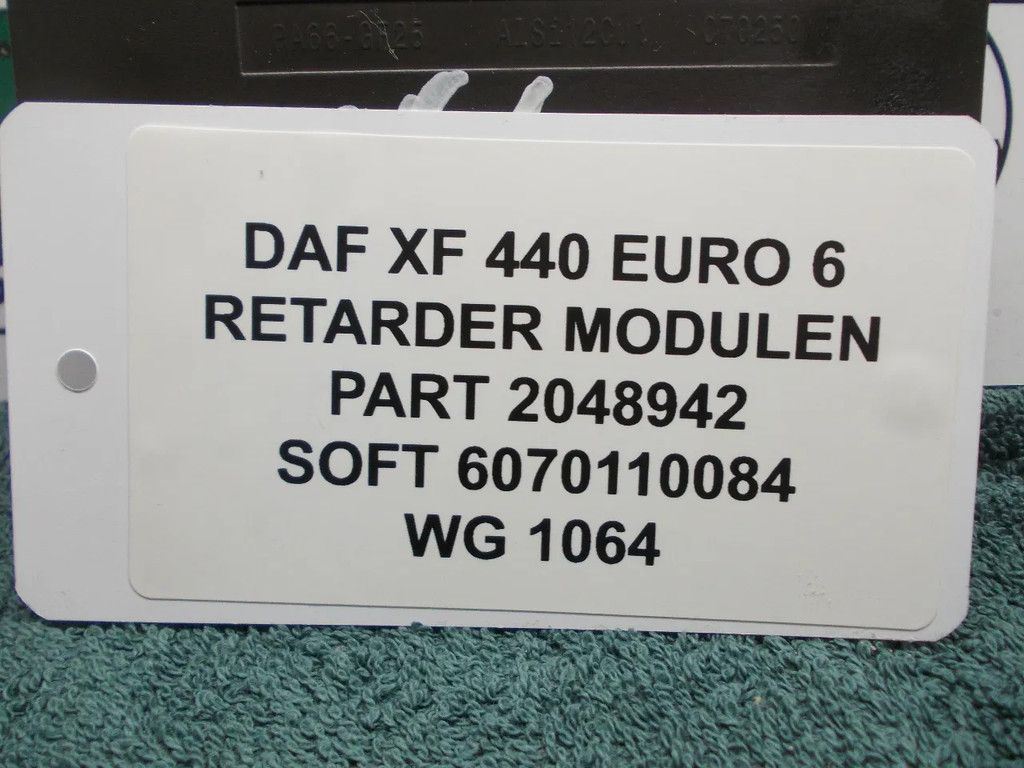 DAF XF 440 EURO 6
RETARDER MODULEN
PART 2048942
SOFT 6070110084
WG 1064